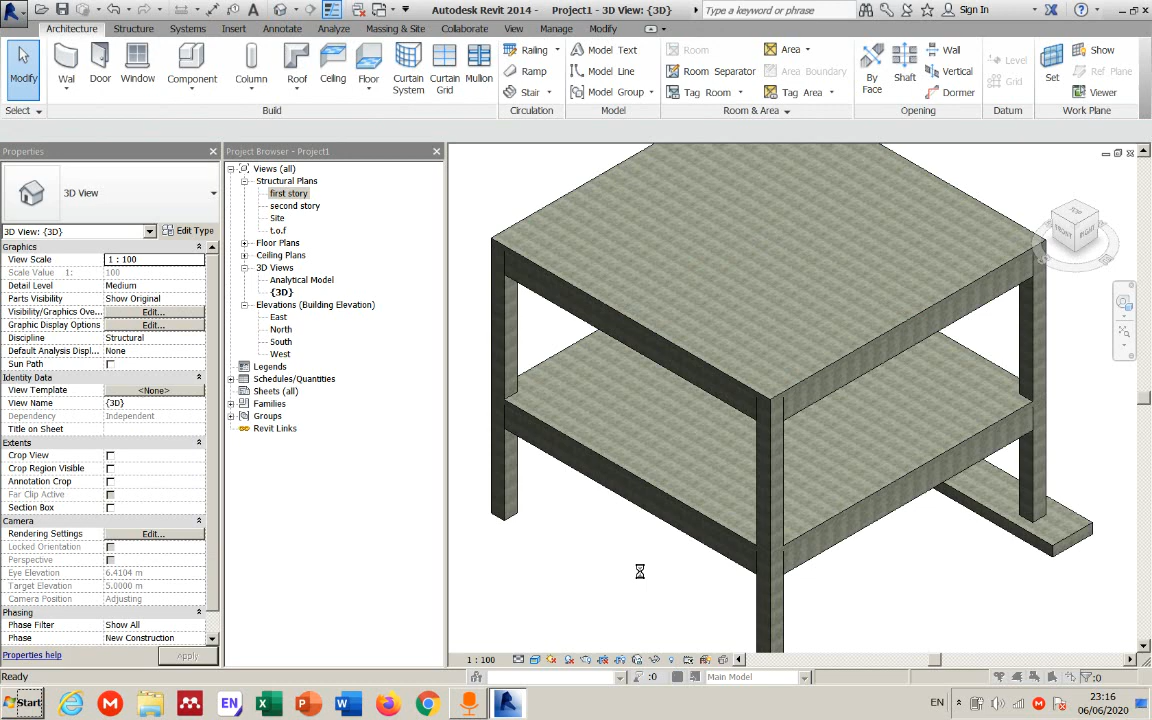 Autodesk Revit 2014 - Project1 - 3D View: {3D}
Type a keyword or phrase
Sign In
Architecture Structure Systems Insert Annotate Analyze Massing & Site Collaborate View Manage Modify
Modify
Wall
Door
Window
Component
Column
Roof
Ceiling
Floor
Curtain System
Curtain Grid
Mullion
Railing
Ramp
Stair
Model Text
Model Line
Model Group
Room
Room Separator
Tag Room
Area
Area Boundary
Tag Area
By Face
Shaft
Wall
Vertical
Dormer
Level
Grid
Set
Show
Ref Plane
Viewer
Select
Build
Circulation
Model
Room & Area
Opening
Datum
Work Plane
Properties
3D View
3D View: {3D}
Edit Type
Graphics
View Scale 1 : 100
Scale Value 1: 100
Detail Level Medium
Parts Visibility Show Original
Visibility/Graphics Ove... Edit...
Graphic Display Options Edit...
Discipline Structural
Default Analysis Displ... None
Sun Path
Identity Data
View Template <None>
View Name {3D}
Dependency Independent
Title on Sheet
Extents
Crop View
Crop Region Visible
Annotation Crop
Far Clip Active
Section Box
Camera
Rendering Settings Edit...
Locked Orientation
Perspective
Eye Elevation 6.4104 m
Target Elevation 5.0000 m
Camera Position Adjusting
Phasing
Phase Filter Show All
Phase New Construction
Properties help
Apply
Project Browser - Project1
Views (all)
Structural Plans
first story
second story
Site
t.o.f
Floor Plans
Ceiling Plans
3D Views
Analytical Model
{3D}
Elevations (Building Elevation)
East
North
South
West
Legends
Schedules/Quantities
Sheets (all)
Families
Groups
Revit Links
TOP
FRONT
RIGHT
1 : 100
Ready
:0
Main Model
:0
Start
EN
EN
23:16
06/06/2020